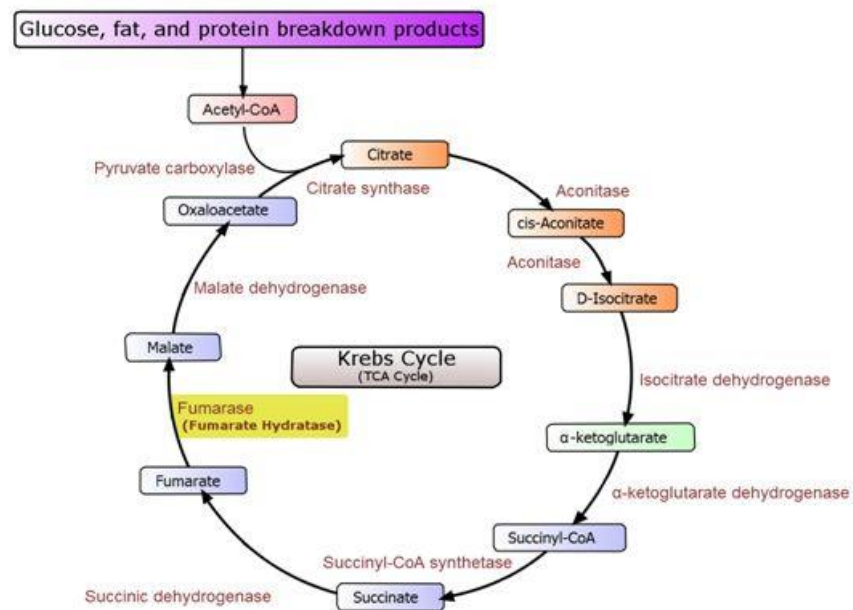 Glucose, fat, and protein breakdown products
Acetyl-CoA
Pyruvate carboxylase
Citrate
Citrate synthase
Aconitase
Oxaloacetate
cis-Aconitate
Aconitase
Malate dehydrogenase
D-Isocitrate
Malate
Krebs Cycle
(TCA Cycle)
Isocitrate dehydrogenase
Fumarase
(Fumarate Hydratase)
α-ketoglutarate
Fumarate
α-ketoglutarate dehydrogenase
Succinyl-CoA
Succinyl-CoA synthetase
Succinic dehydrogenase
Succinate